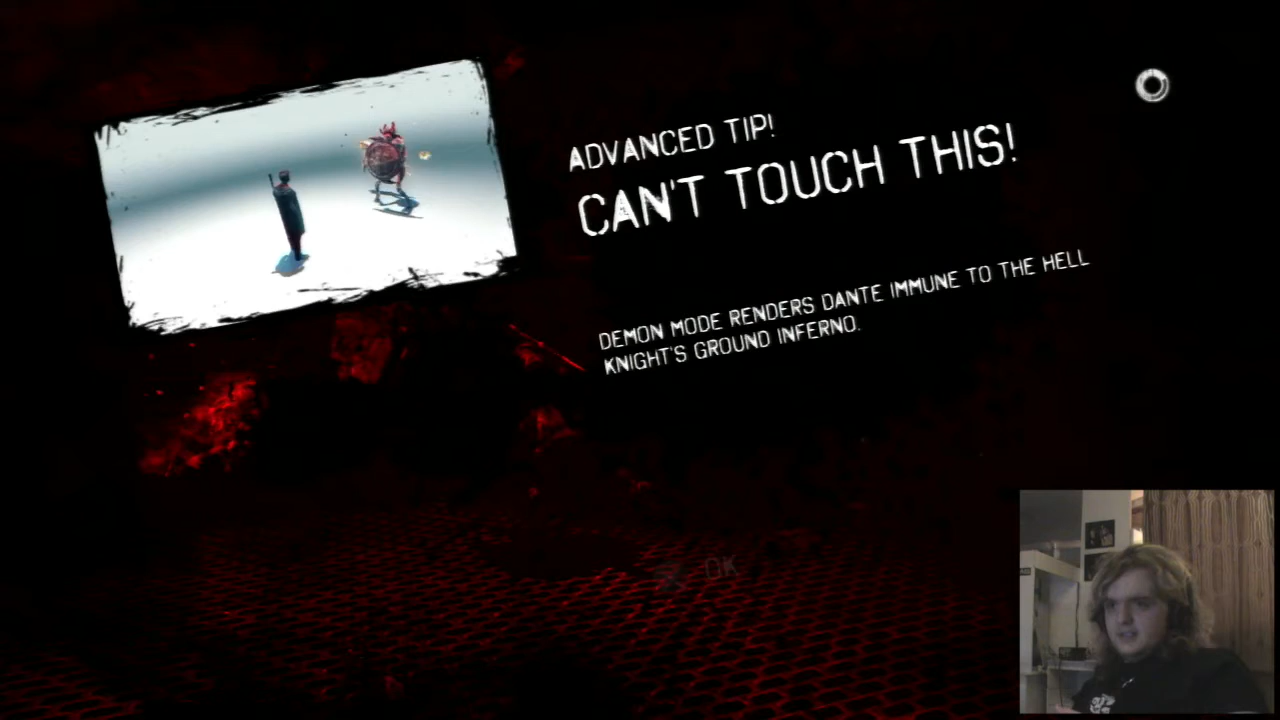 ADVANCED TIP!
CAN'T TOUCH THIS!
DEMON MODE RENDERS DANTE IMMUNE TO THE HELL
KNIGHT'S GROUND INFERNO.
OK